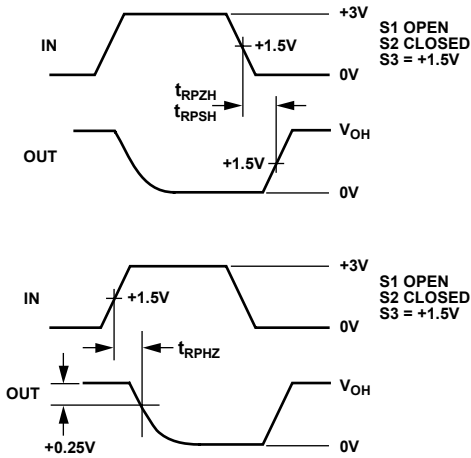 +3V
IN
+1.5V
S1 OPEN
S2 CLOSED
S3 = +1.5V
0V
tRPZH
tRPSH
VOH
OUT
+1.5V
0V
+3V
IN
+1.5V
S1 OPEN
S2 CLOSED
S3 = +1.5V
0V
tRPHZ
OUT
VOH
+0.25V
0V